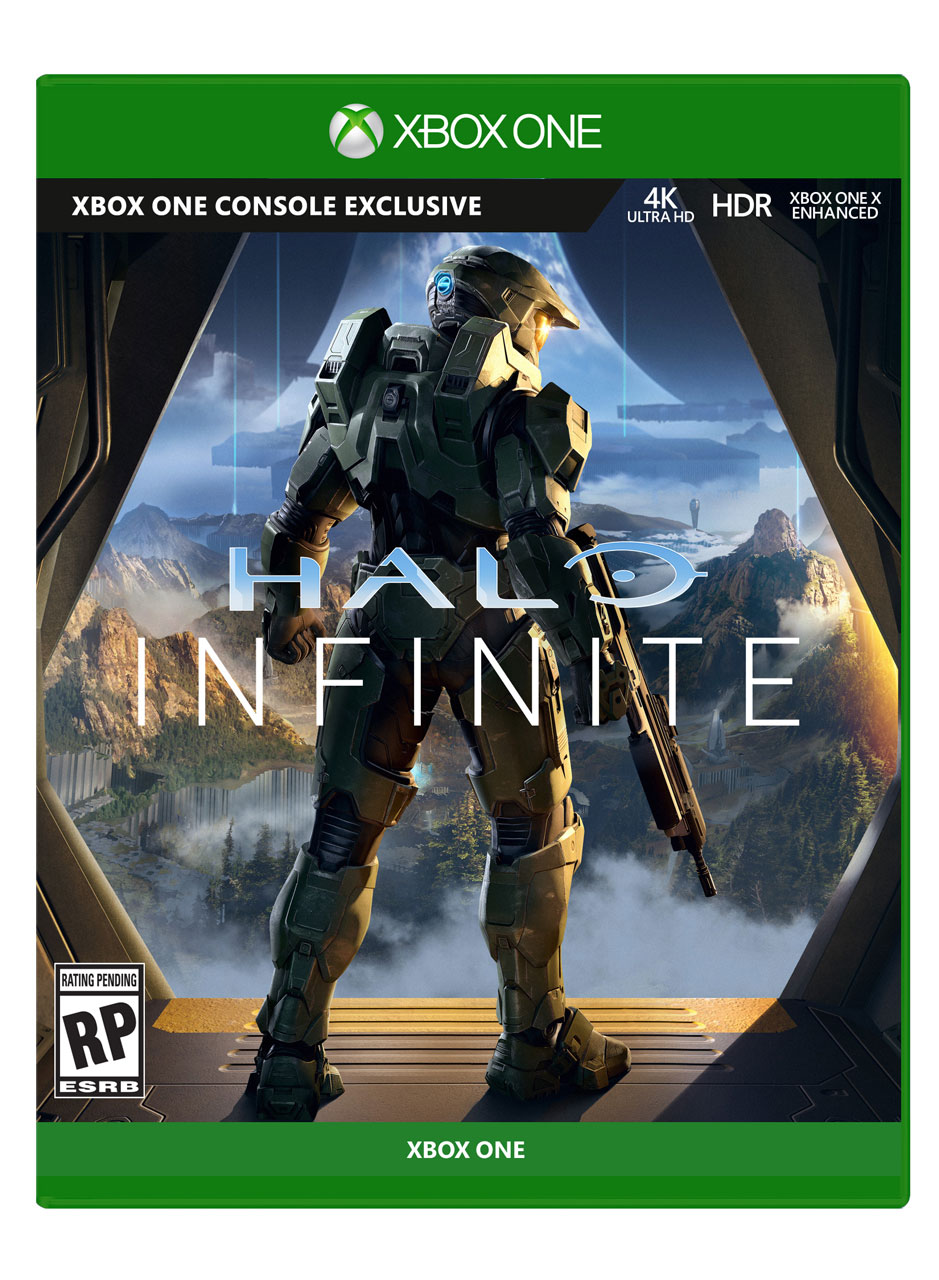 XBOX ONE
XBOX ONE CONSOLE EXCLUSIVE
4K
ULTRA HD
HDR
XBOX ONE X
ENHANCED
HALO
INFINITE
RATING PENDING
RP
ESRB
XBOX ONE